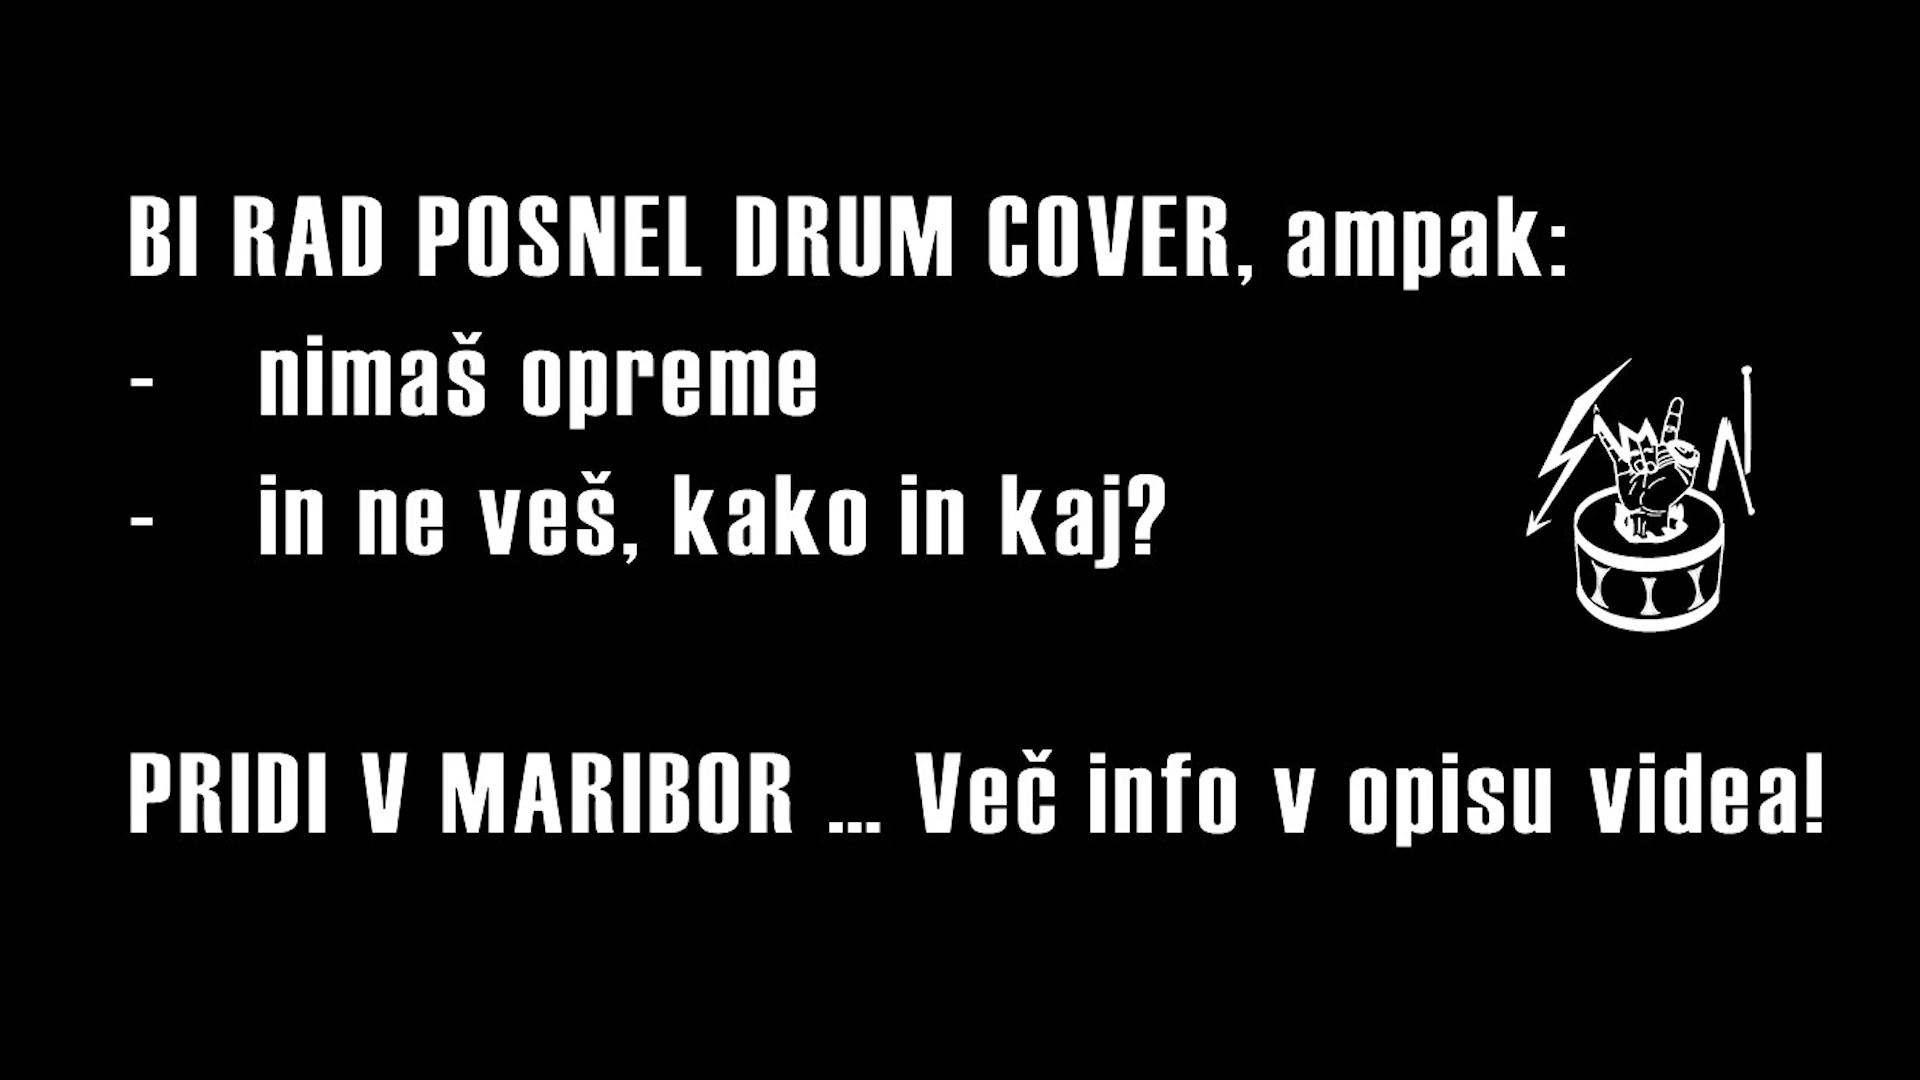 BI RAD POSNEL DRUM COVER, ampak:
- nimaš opreme
- in ne veš, kako in kaj?
PRIDI V MARIBOR ... Več info v opisu videa!